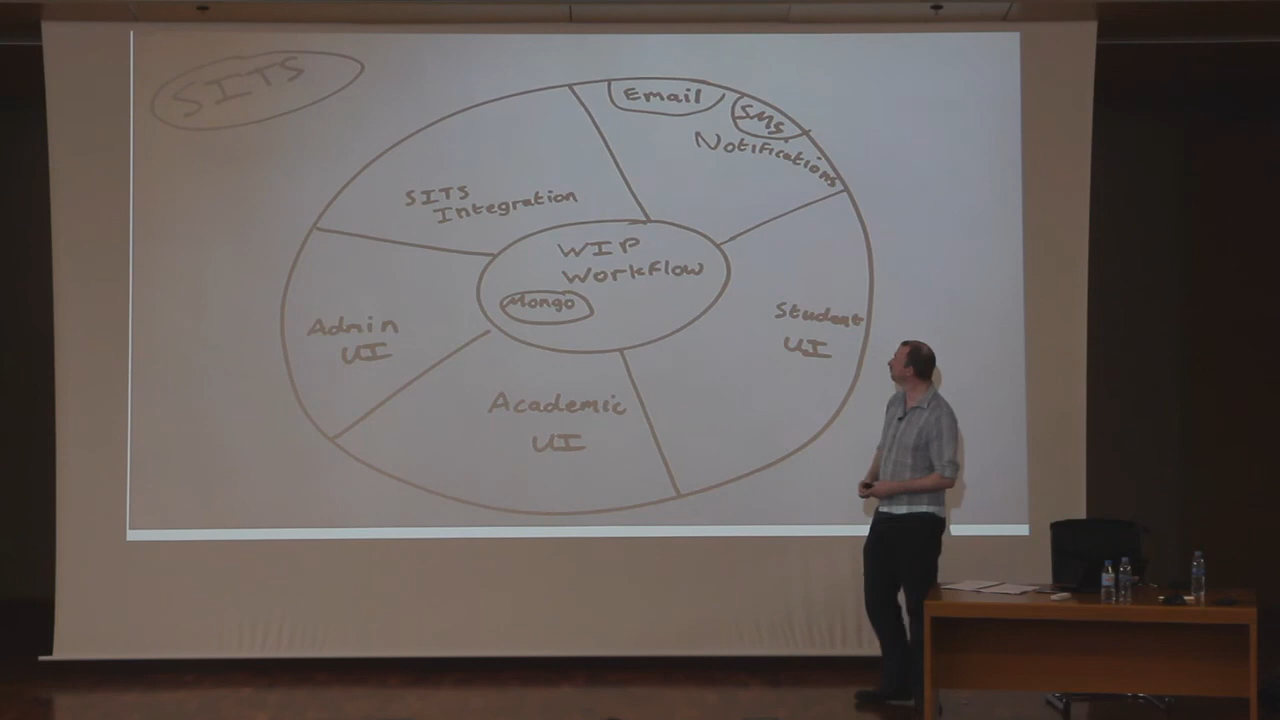 SITS
Email
SMS
Notifications
SITS
Integration
WIP
Workflow
Mongo
Student
UI
Admin
UI
Academic
UI